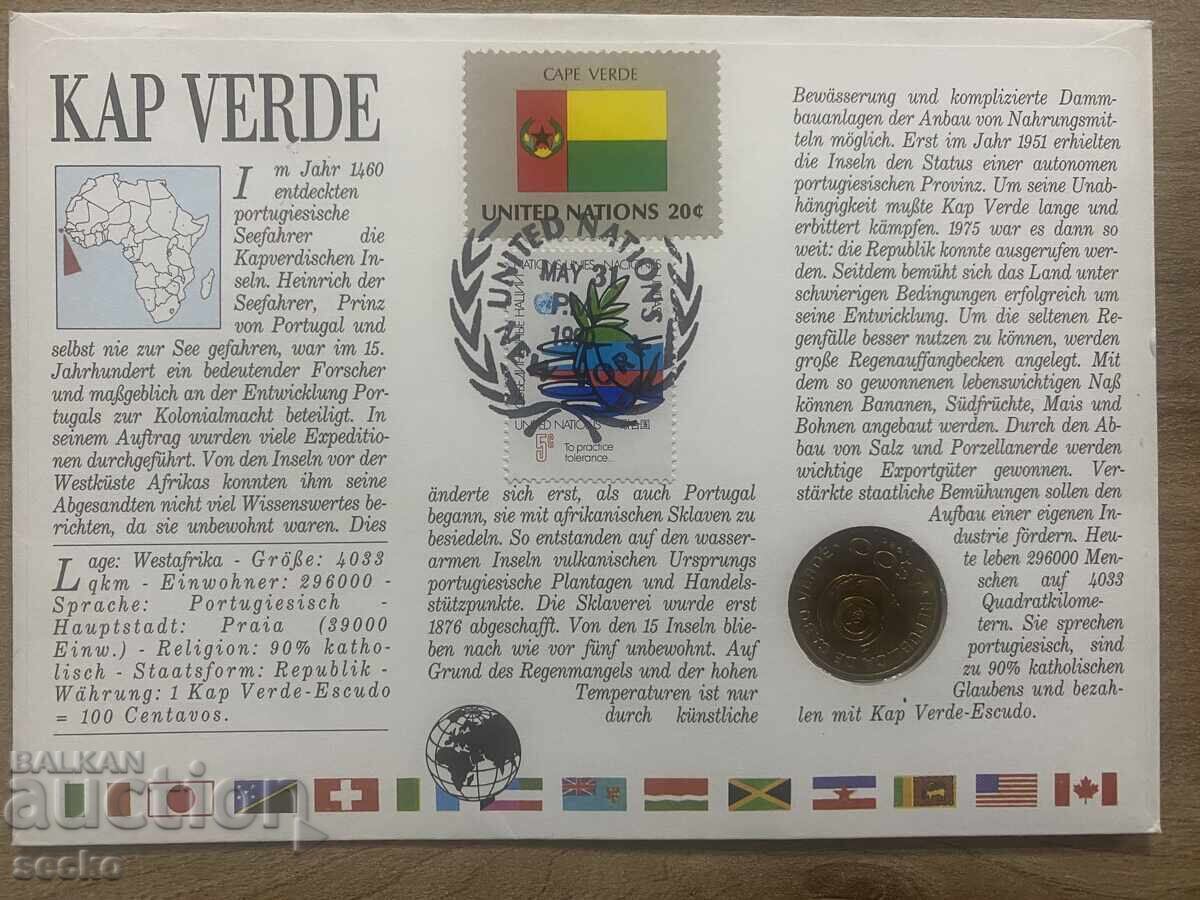 KAP VERDE
Im Jahr 1460
entdeckten
portugiesische
Seefahrer die
Kapverdischen In-
seln. Heinrich der
Seefahrer, Prinz
von Portugal und
selbst nie zur See gefahren, war im 15.
Jahrhundert ein bedeutender Forscher
und maßgeblich an der Entwicklung Por-
tugals zur Kolonialmacht beteiligt. In
seinem Auftrag wurden viele Expeditio-
nen durchgeführt. Von den Inseln vor der
Westküste Afrikas konnten ihm seine
Abgesandten nicht viel Wissenswertes be-
richten, da sie unbewohnt waren. Dies
Lage: Westafrika - Größe: 4033
qkm - Einwohner: 296000 -
Sprache: Portugiesisch -
Hauptstadt: Praia (39000
Einw.) - Religion: 90% katho-
lisch - Staatsform: Republik -
Währung: 1 Kap Verde-Escudo
= 100 Centavos.
CAPE VERDE
UNITED NATIONS 20¢
UNITED NATIONS
MAY 31
NATIONS UNIES - NACIONES
UNITED NATIONS
5c To practice
tolerance...
änderte sich erst, als auch Portugal
begann, sie mit afrikanischen Sklaven zu
besiedeln. So entstanden auf den wasser-
armen Inseln vulkanischen Ursprungs
portugiesische Plantagen und Handels-
stützpunkte. Die Sklaverei wurde erst
1876 abgeschafft. Von den 15 Inseln blie-
ben nach wie vor fünf unbewohnt. Auf
Grund des Regenmangels und der hohen
Temperaturen ist nur
durch künstliche
Bewässerung und komplizierte Damm-
bauanlagen der Anbau von Nahrungsmit-
teln möglich. Erst im Jahr 1951 erhielten
die Inseln den Status einer autonomen
portugiesischen Provinz. Um seine Unab-
hängigkeit mußte Kap Verde lange und
erbittert kämpfen. 1975 war es dann so
weit: die Republik konnte ausgerufen wer-
den. Seitdem bemüht sich das Land unter
schwierigen Bedingungen erfolgreich um
seine Entwicklung. Um die seltenen Re-
genfälle besser nutzen zu können, werden
große Regenauffangbecken angelegt. Mit
dem so gewonnenen lebenswichtigen Naß
können Bananen, Südfrüchte, Mais und
Bohnen angebaut werden. Durch den Ab-
bau von Salz und Porzellanerde werden
wichtige Exportgüter gewonnen. Ver-
stärkte staatliche Bemühungen sollen den
Aufbau einer eigenen In-
dustrie fördern. Heu-
te leben 296000 Men-
schen auf 4033
Quadratkilome-
tern. Sie sprechen
portugiesisch, sind
zu 90% katholischen
Glaubens und bezah-
len mit Kap Verde-Escudo.
BALKAN
auction
secko